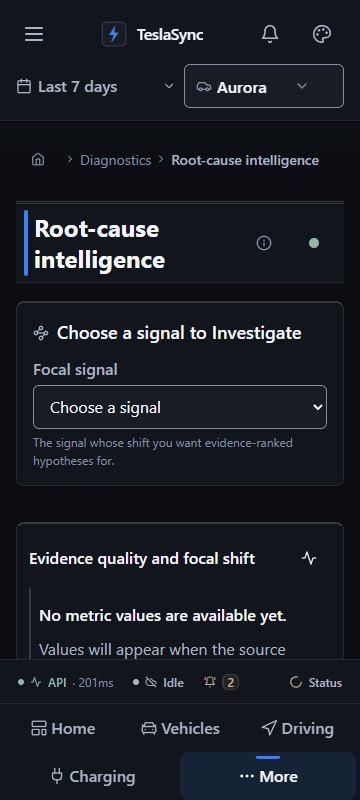 TeslaSync
Last 7 days
Aurora
Diagnostics
Root-cause intelligence
Root-cause
intelligence
Choose a signal to Investigate
Focal signal
Choose a signal
The signal whose shift you want evidence-ranked
hypotheses for.
Evidence quality and focal shift
No metric values are available yet.
Values will appear when the source
API · 201ms
Idle
2
Status
Home
Vehicles
Driving
Charging
More